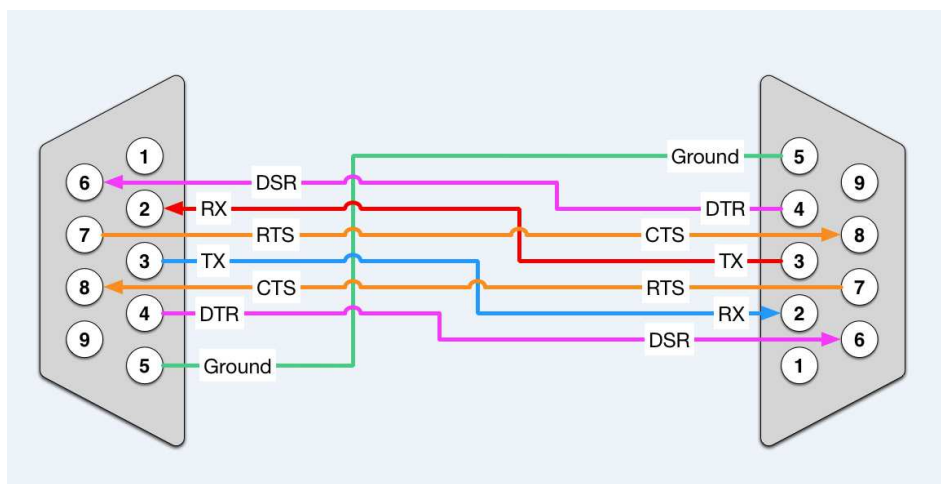 1 Ground 5
6 DSR 9
2 RX DTR 4
7 RTS CTS 8
3 TX TX 3
8 CTS RTS 7
4 DTR RX 2
9 DSR 6
5 Ground 1